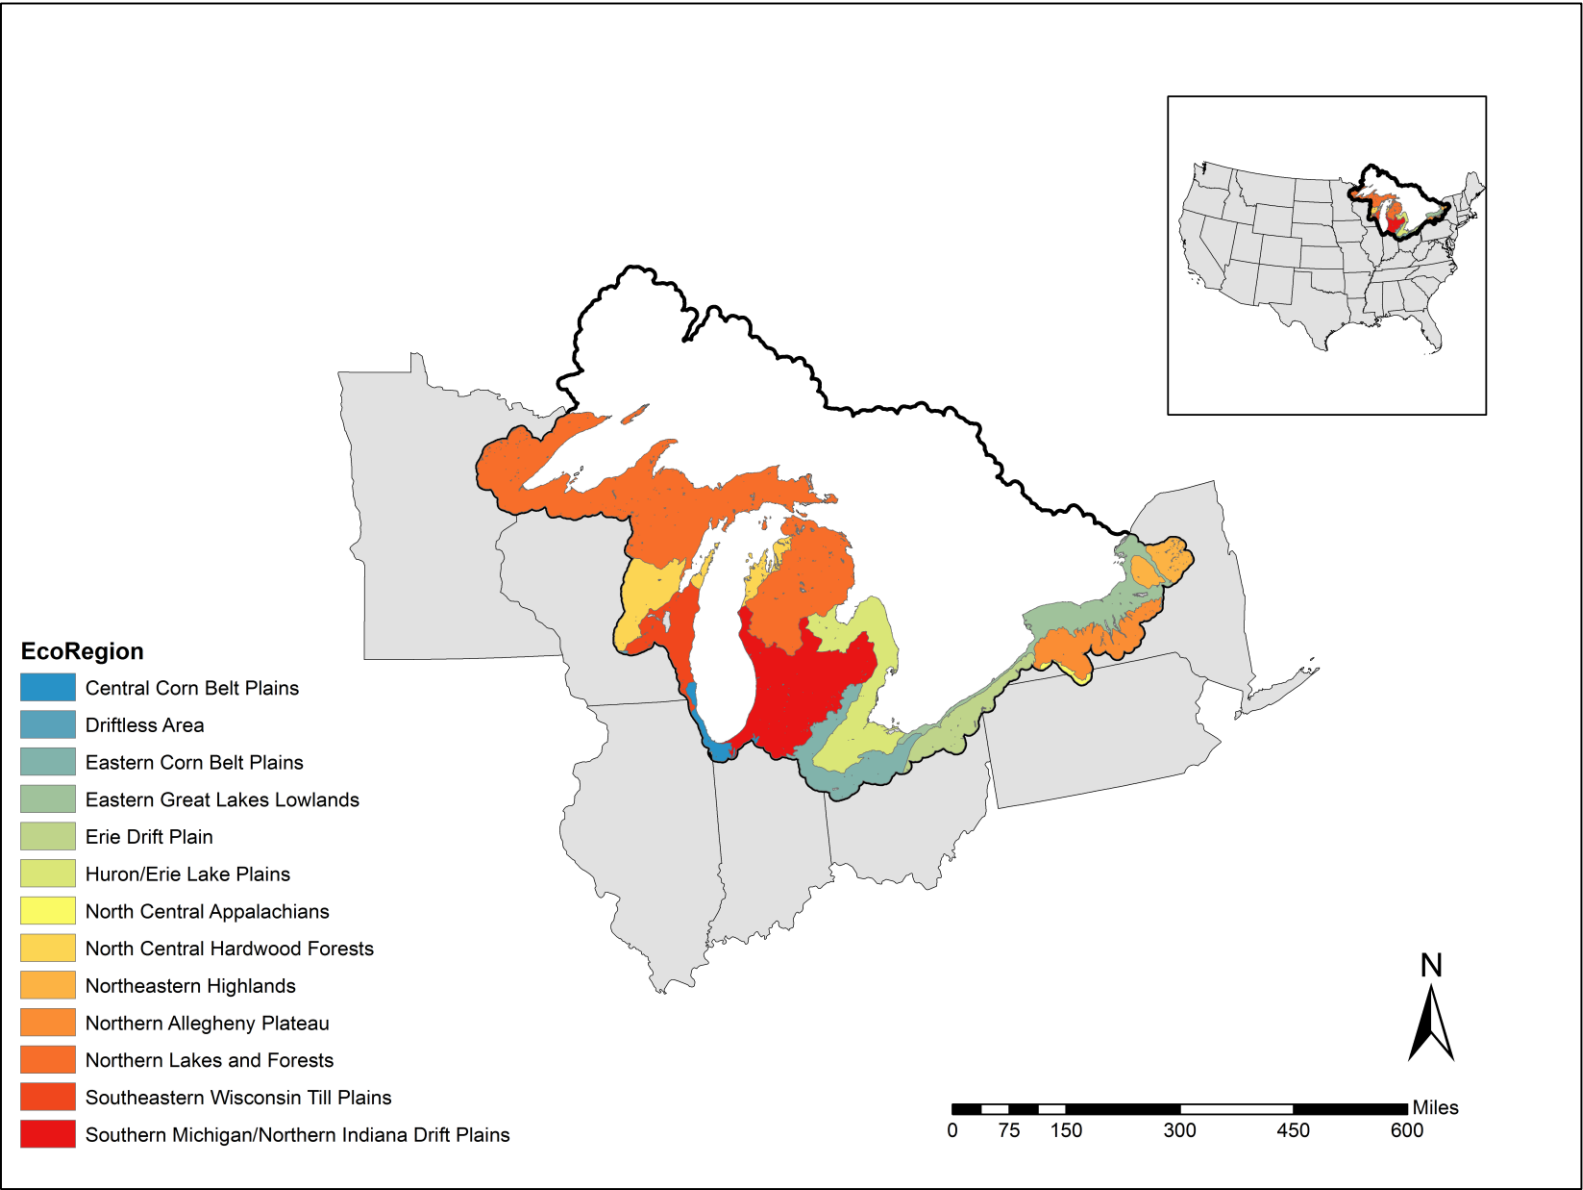 EcoRegion
Central Corn Belt Plains
Driftless Area
Eastern Corn Belt Plains
Eastern Great Lakes Lowlands
Erie Drift Plain
Huron/Erie Lake Plains
North Central Appalachians
North Central Hardwood Forests
Northeastern Highlands
Northern Allegheny Plateau
Northern Lakes and Forests
Southeastern Wisconsin Till Plains
Southern Michigan/Northern Indiana Drift Plains
N
Miles
0 75 150 300 450 600